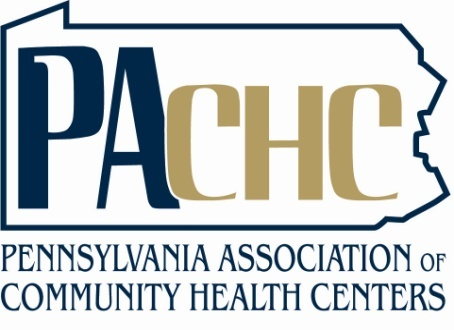 PACHC
PENNSYLVANIA ASSOCIATION OF
COMMUNITY HEALTH CENTERS